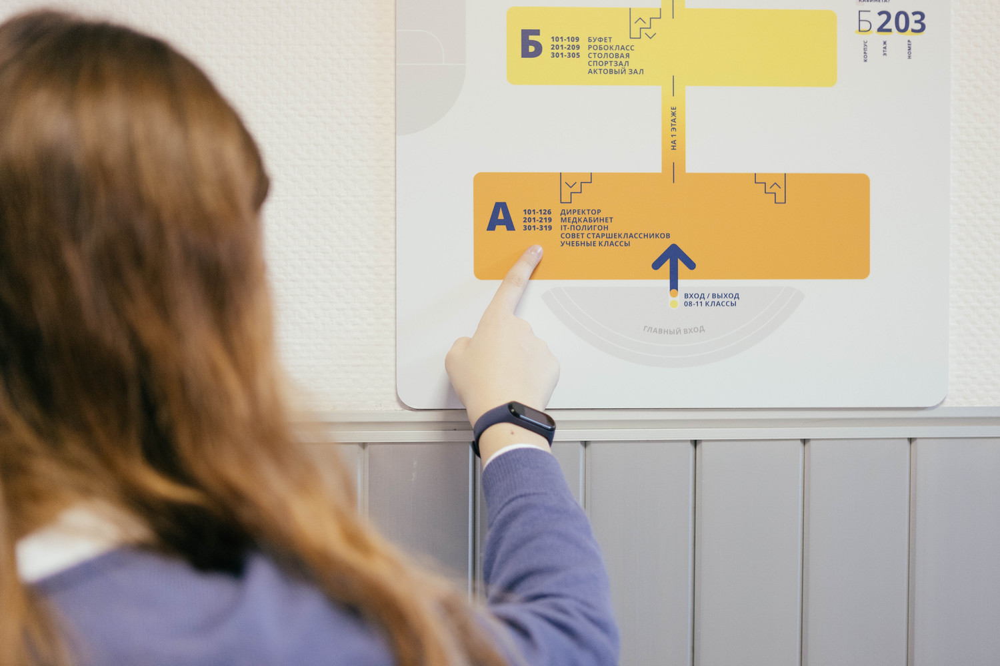 КАБИНЕТА?
Б203
КОРПУС
ЭТАЖ
НОМЕР
Б
101-109 БУФЕТ
201-209 РОБОКЛАСС
301-305 СТОЛОВАЯ
СПОРТЗАЛ
АКТОВЫЙ ЗАЛ
НА 1 ЭТАЖЕ
А
101-126 ДИРЕКТОР
201-219 МЕДКАБИНЕТ
301-319 IT-ПОЛИГОН
СОВЕТ СТАРШЕКЛАССНИКОВ
УЧЕБНЫЕ КЛАССЫ
ВХОД / ВЫХОД
08-11 КЛАССЫ
ГЛАВНЫЙ ВХОД